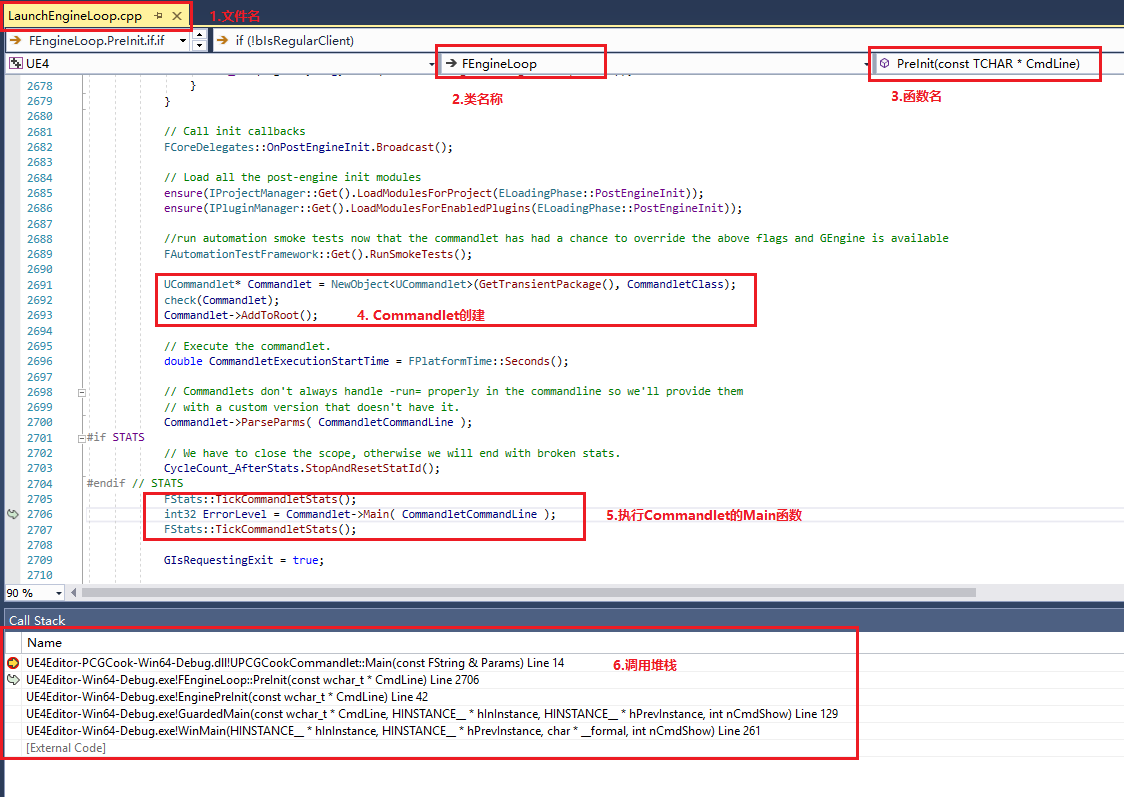 LaunchEngineLoop.cpp
1.文件名
FEngineLoop.PreInit.if.if
if (!bIsRegularClient)
UE4
FEngineLoop
PreInit(const TCHAR * CmdLine)
2.类名称
3.函数名
2678 }
2679 }
2680
2681 // Call init callbacks
2682 FCoreDelegates::OnPostEngineInit.Broadcast();
2683
2684 // Load all the post-engine init modules
2685 ensure(IProjectManager::Get().LoadModulesForProject(ELoadingPhase::PostEngineInit));
2686 ensure(IPluginManager::Get().LoadModulesForEnabledPlugins(ELoadingPhase::PostEngineInit));
2687
2688 //run automation smoke tests now that the commandlet has had a chance to override the above flags and GEngine is available
2689 FAutomationTestFramework::Get().RunSmokeTests();
2690
2691 UCommandlet* Commandlet = NewObject<UCommandlet>(GetTransientPackage(), CommandletClass);
2692 check(Commandlet);
2693 Commandlet->AddToRoot(); 4. Commandlet创建
2694
2695 // Execute the commandlet.
2696 double CommandletExecutionStartTime = FPlatformTime::Seconds();
2697
2698 // Commandlets don't always handle -run= properly in the commandline so we'll provide them
2699 // with a custom version that doesn't have it.
2700 Commandlet->ParseParms( CommandletCommandLine );
2701 #if STATS
2702 // We have to close the scope, otherwise we will end with broken stats.
2703 CycleCount_AfterStats.StopAndResetStatId();
2704 #endif // STATS
2705 FStats::TickCommandletStats();
2706 int32 ErrorLevel = Commandlet->Main( CommandletCommandLine ); 5.执行Commandlet的Main函数
2707 FStats::TickCommandletStats();
2708
2709 GIsRequestingExit = true;
2710
90 %
Call Stack
Name
UE4Editor-PCGCook-Win64-Debug.dll!UPCGCookCommandlet::Main(const FString & Params) Line 14 6.调用堆栈
UE4Editor-Win64-Debug.exe!FEngineLoop::PreInit(const wchar_t * CmdLine) Line 2706
UE4Editor-Win64-Debug.exe!EnginePreInit(const wchar_t * CmdLine) Line 42
UE4Editor-Win64-Debug.exe!GuardedMain(const wchar_t * CmdLine, HINSTANCE__ * hInInstance, HINSTANCE__ * hPrevInstance, int nCmdShow) Line 129
UE4Editor-Win64-Debug.exe!WinMain(HINSTANCE__ * hInInstance, HINSTANCE__ * hPrevInstance, char * __formal, int nCmdShow) Line 261
[External Code]